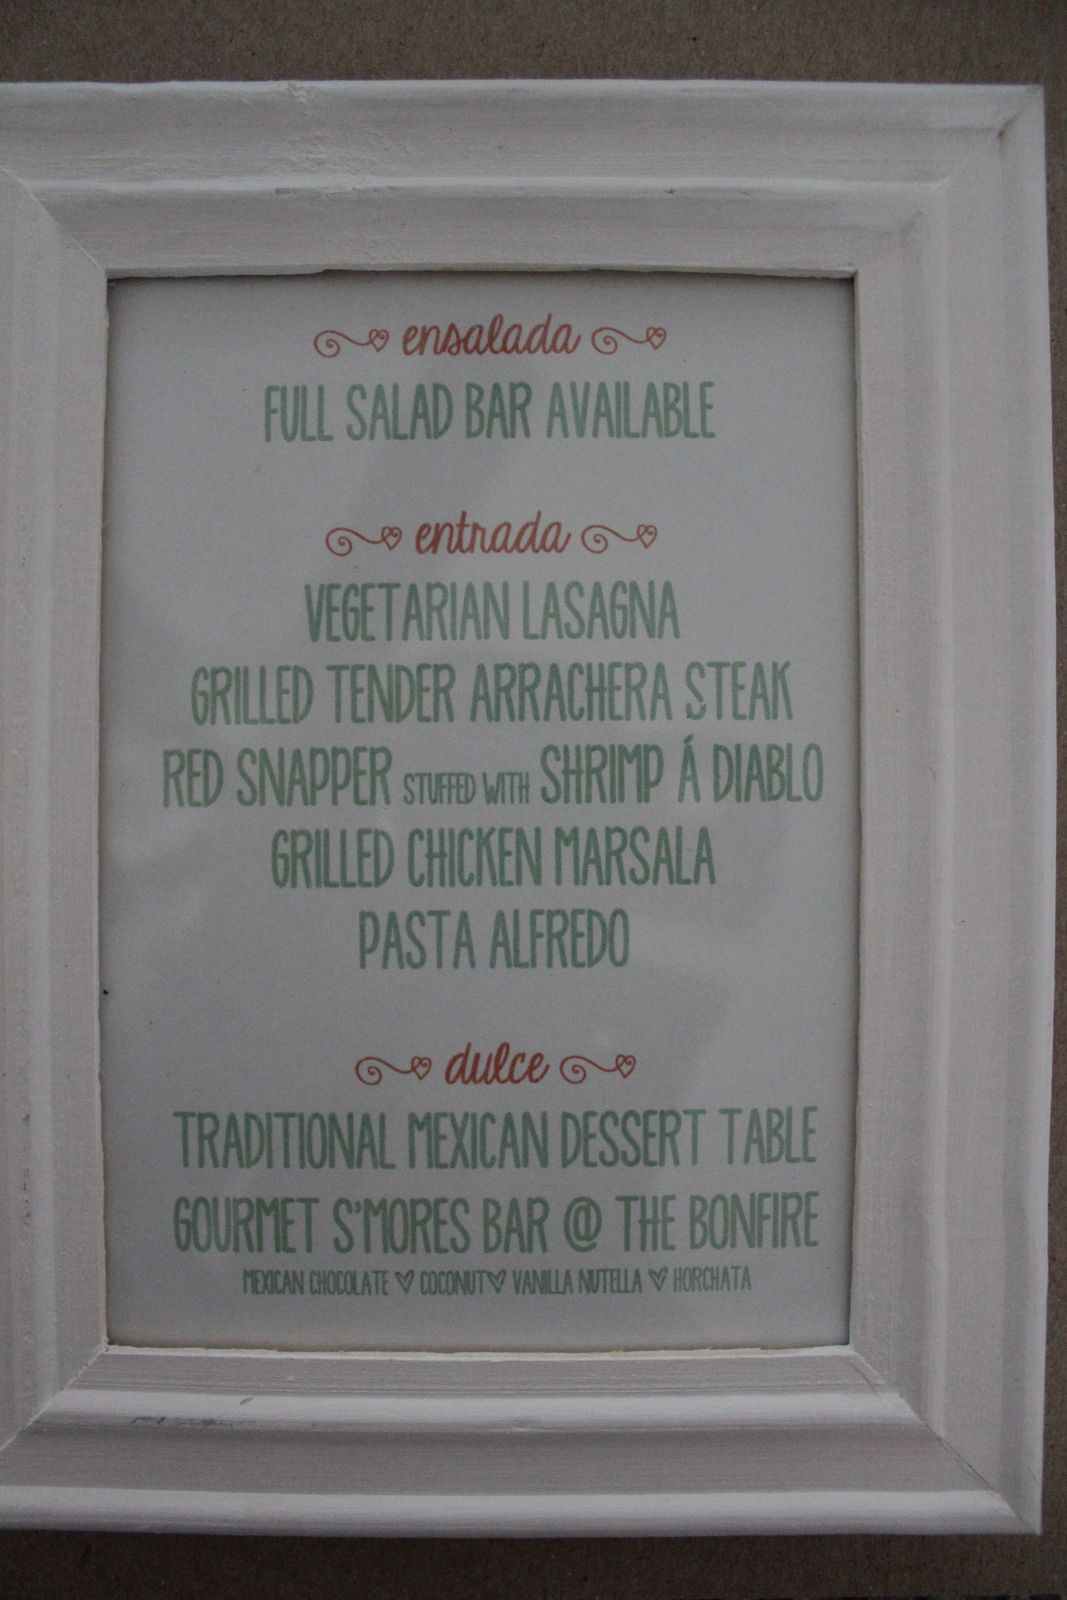 ensalada
FULL SALAD BAR AVAILABLE
entrada
VEGETARIAN LASAGNA
GRILLED TENDER ARRACHERA STEAK
RED SNAPPER STUFFED WITH SHRIMP Á DIABLO
GRILLED CHICKEN MARSALA
PASTA ALFREDO
dulce
TRADITIONAL MEXICAN DESSERT TABLE
GOURMET S'MORES BAR @ THE BONFIRE
MEXICAN CHOCOLATE ♡ COCONUT ♡ VANILLA NUTELLA ♡ HORCHATA